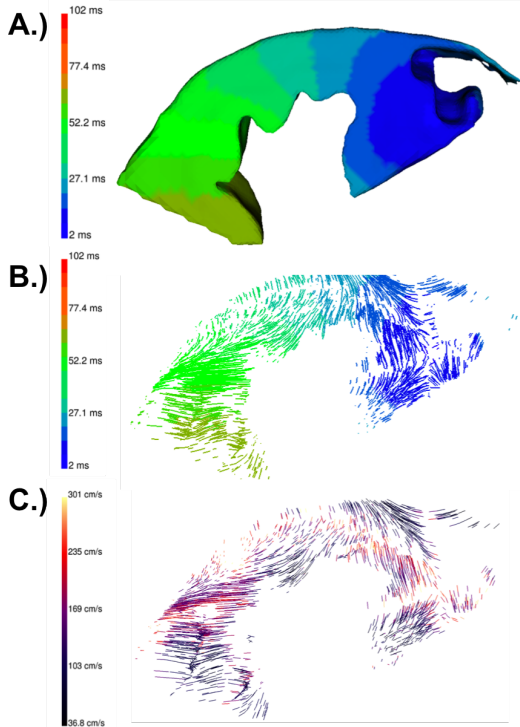 A.)
102 ms
77.4 ms
52.2 ms
27.1 ms
2 ms
B.)
102 ms
77.4 ms
52.2 ms
27.1 ms
2 ms
C.)
301 cm/s
235 cm/s
169 cm/s
103 cm/s
36.8 cm/s